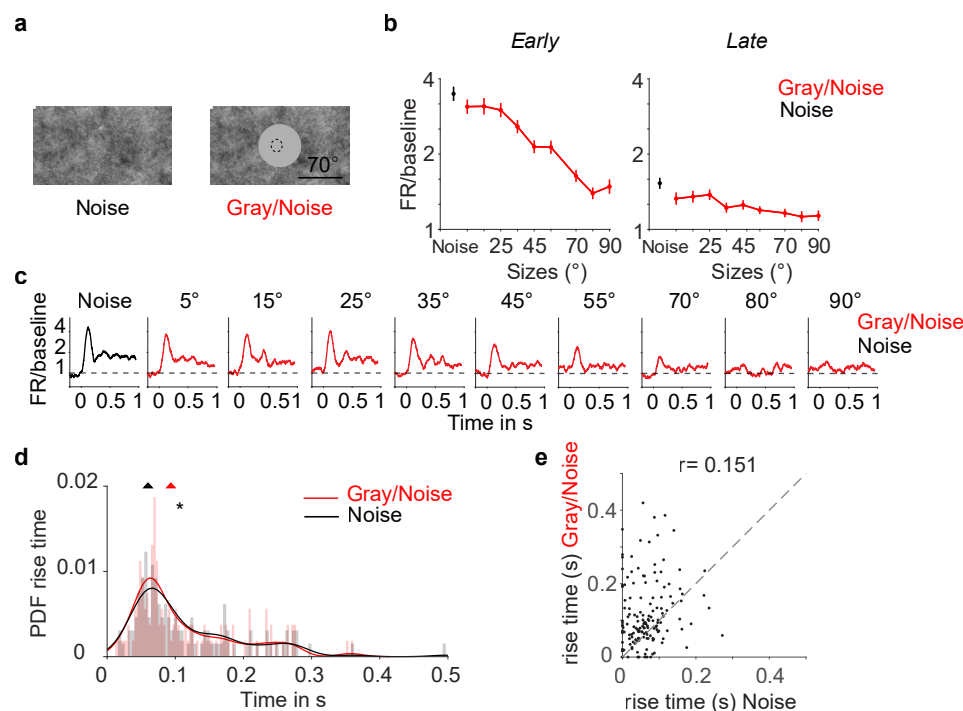 a
70°
Noise
Gray/Noise
b
Early
Late
FR/baseline
4
2
1
Noise 25 45 70 90
Sizes (°)
4
2
1
Noise 25 45 70 90
Sizes (°)
Gray/Noise
Noise
c
Noise 5° 15° 25° 35° 45° 55° 70° 80° 90°
FR/baseline
4
2
1
Gray/Noise
Noise
0 0.5 1 0 0.5 1 0 0.5 1 0 0.5 1 0 0.5 1 0 0.5 1 0 0.5 1 0 0.5 1 0 0.5 1 0 0.5 1
Time in s
d
PDF rise time
0.02
0.01
0
*
Gray/Noise
Noise
0 0.1 0.2 0.3 0.4 0.5
Time in s
e
r= 0.151
rise time (s) Gray/Noise
0.4
0.2
0
0 0.2 0.4
rise time (s) Noise